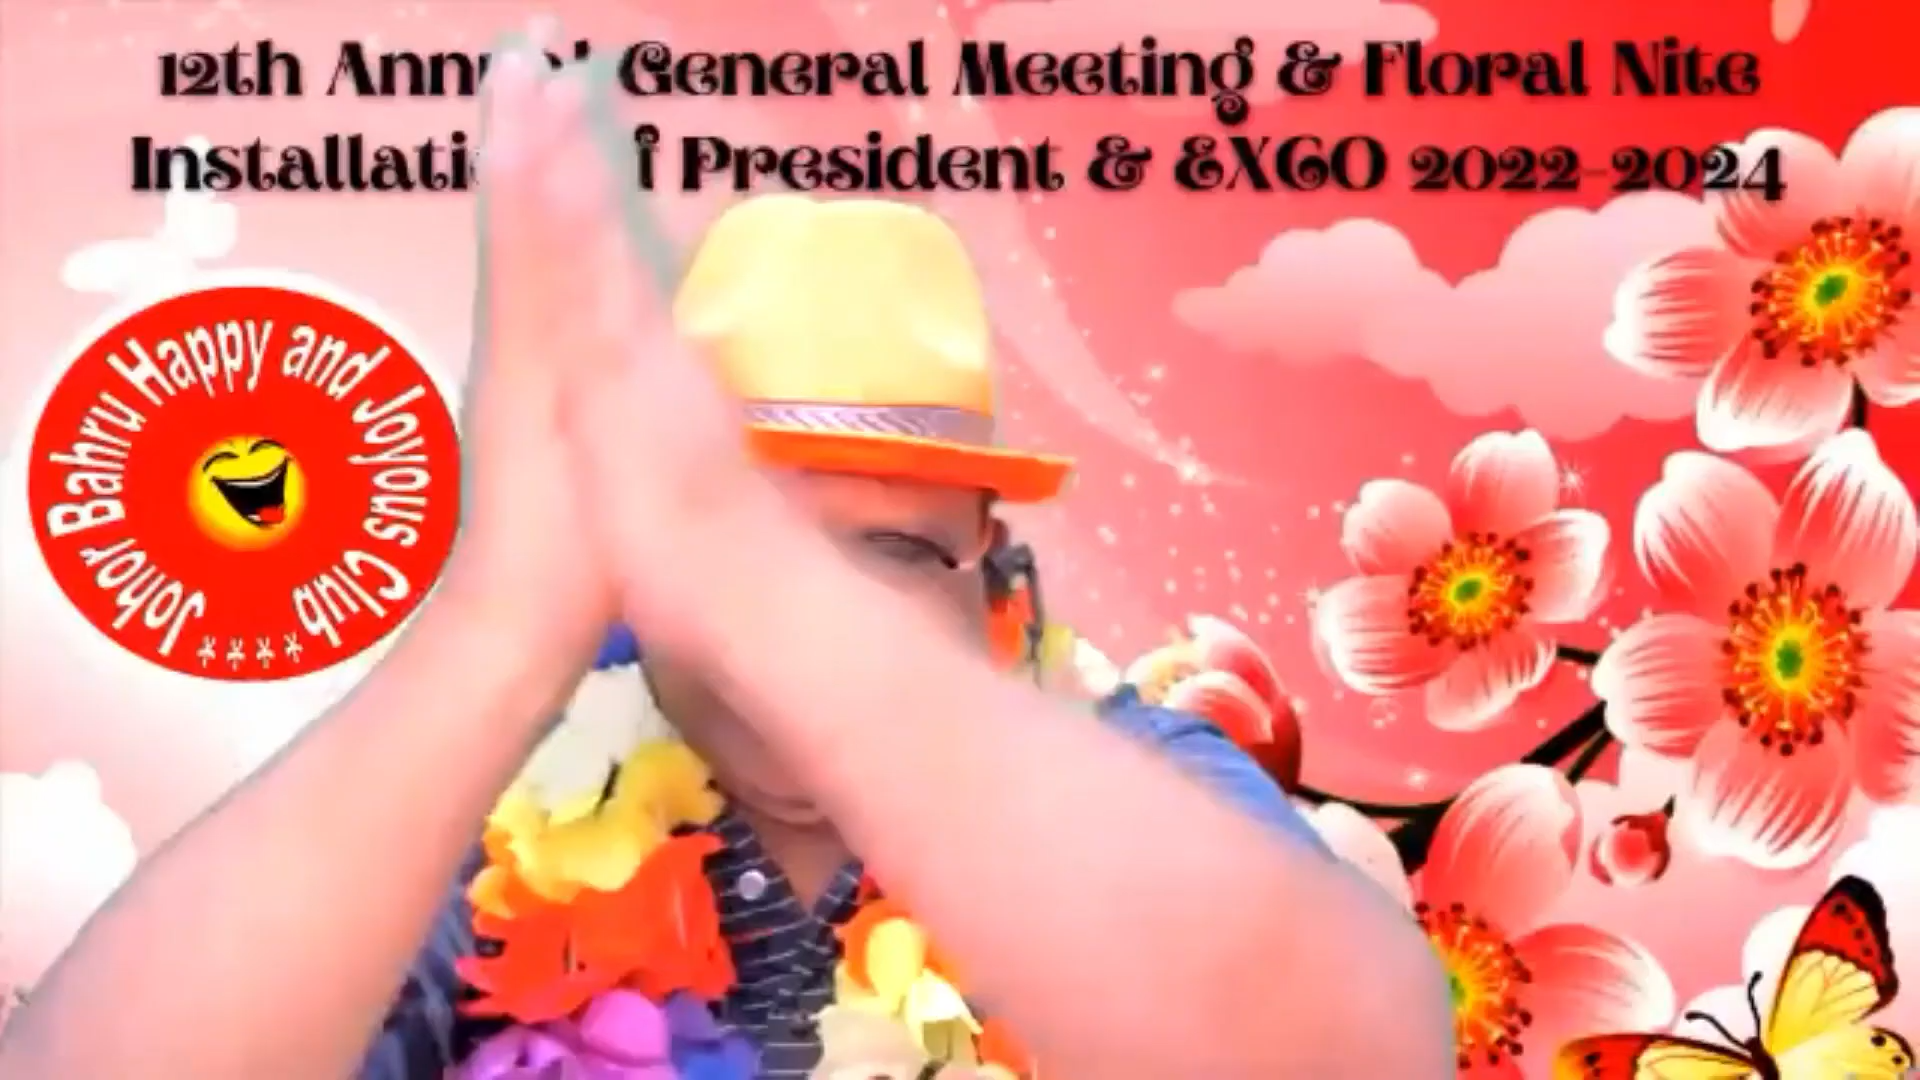 12th General Meeting & Floral Nite
President & EXCO 2022-2024
Johor Bahru Happy and Joyous Club
****